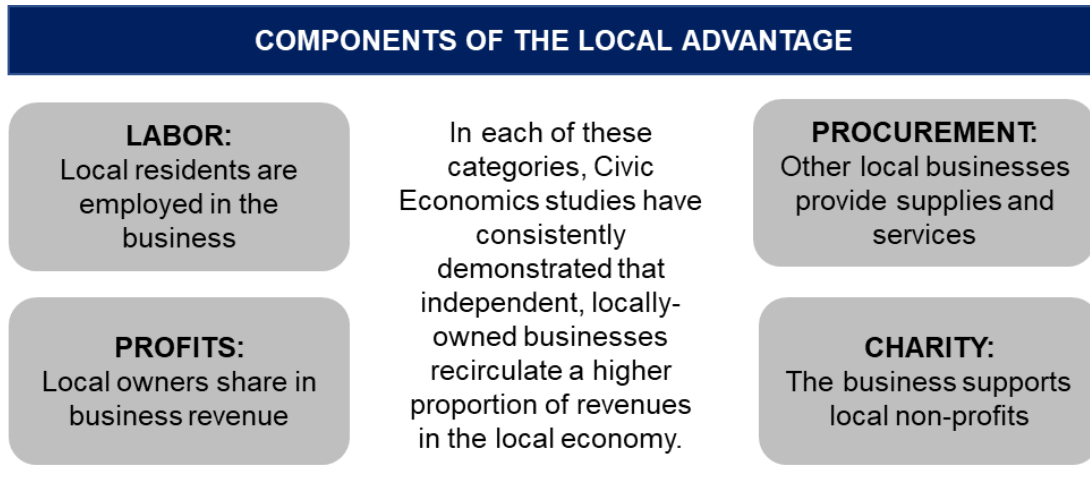 COMPONENTS OF THE LOCAL ADVANTAGE
LABOR:
Local residents are
employed in the
business
PROFITS:
Local owners share in
business revenue
In each of these
categories, Civic
Economics studies have
consistently
demonstrated that
independent, locally-
owned businesses
recirculate a higher
proportion of revenues
in the local economy.
PROCUREMENT:
Other local businesses
provide supplies and
services
CHARITY:
The business supports
local non-profits